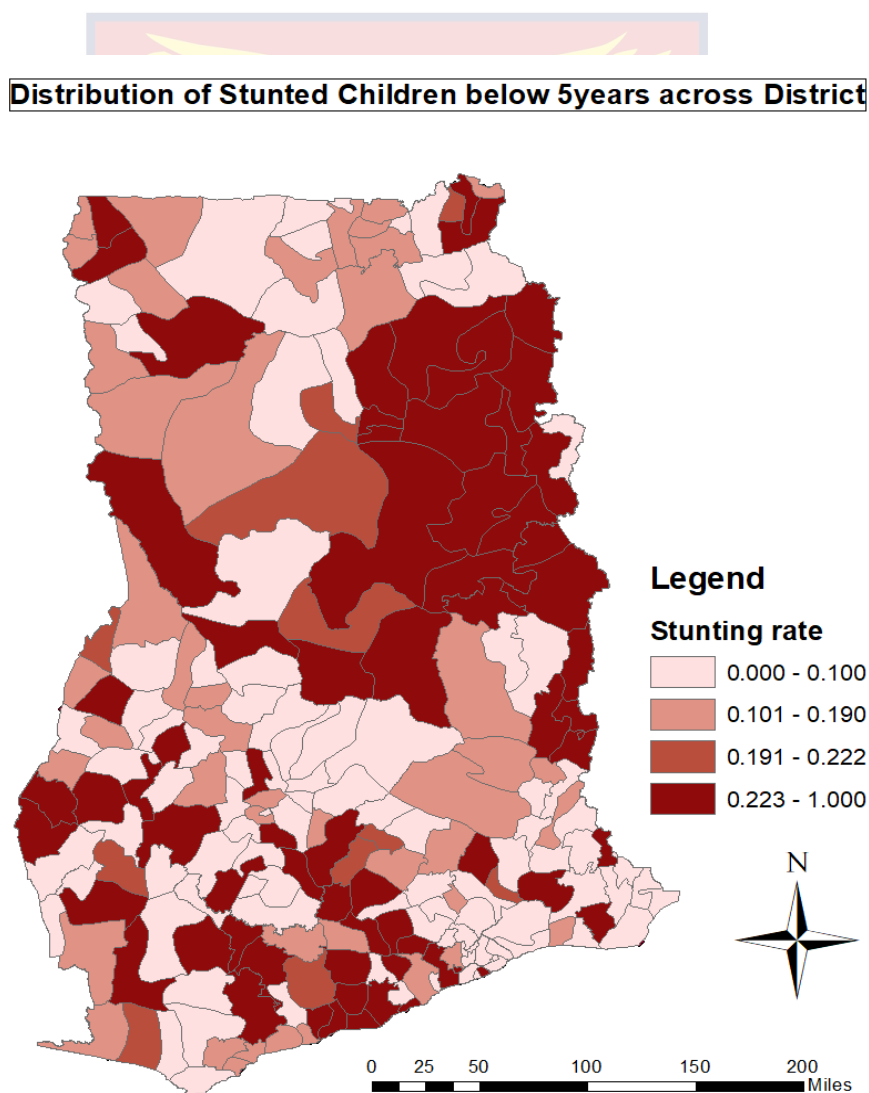 Distribution of Stunted Children below 5years across District
Legend
Stunting rate
0.000 - 0.100
0.101 - 0.190
0.191 - 0.222
0.223 - 1.000
N
0 25 50 100 150 200
Miles